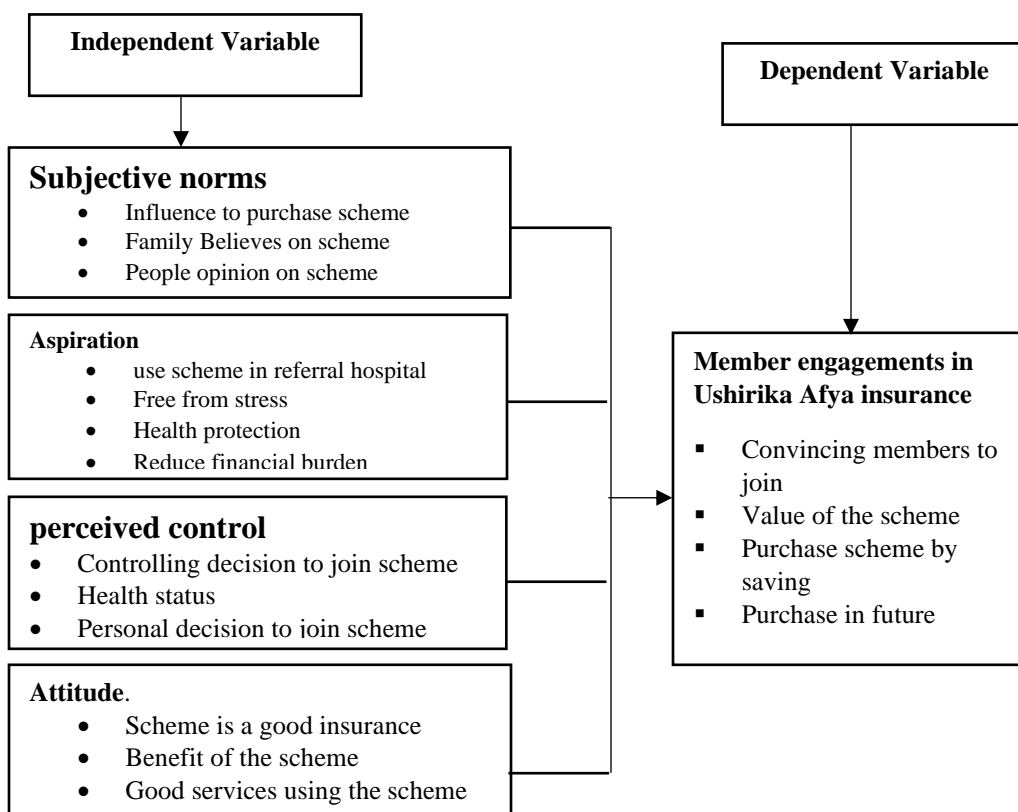 Independent Variable
Dependent Variable
Subjective norms
• Influence to purchase scheme
• Family Believes on scheme
• People opinion on scheme
Aspiration
• use scheme in referral hospital
• Free from stress
• Health protection
• Reduce financial burden
perceived control
• Controlling decision to join scheme
• Health status
• Personal decision to join scheme
Attitude.
• Scheme is a good insurance
• Benefit of the scheme
• Good services using the scheme
Member engagements in
Ushirika Afya insurance
▪ Convincing members to
join
▪ Value of the scheme
▪ Purchase scheme by
saving
▪ Purchase in future